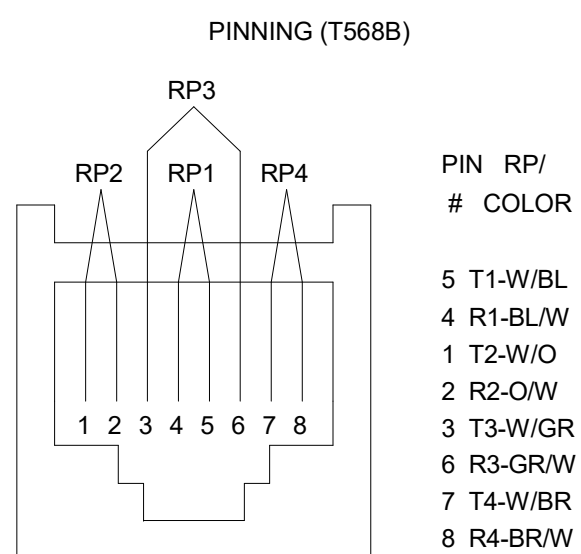 PINNING (T568B)
RP3
RP2 RP1 RP4
1 2 3 4 5 6 7 8
PIN RP/
# COLOR
5 T1-W/BL
4 R1-BL/W
1 T2-W/O
2 R2-O/W
3 T3-W/GR
6 R3-GR/W
7 T4-W/BR
8 R4-BR/W